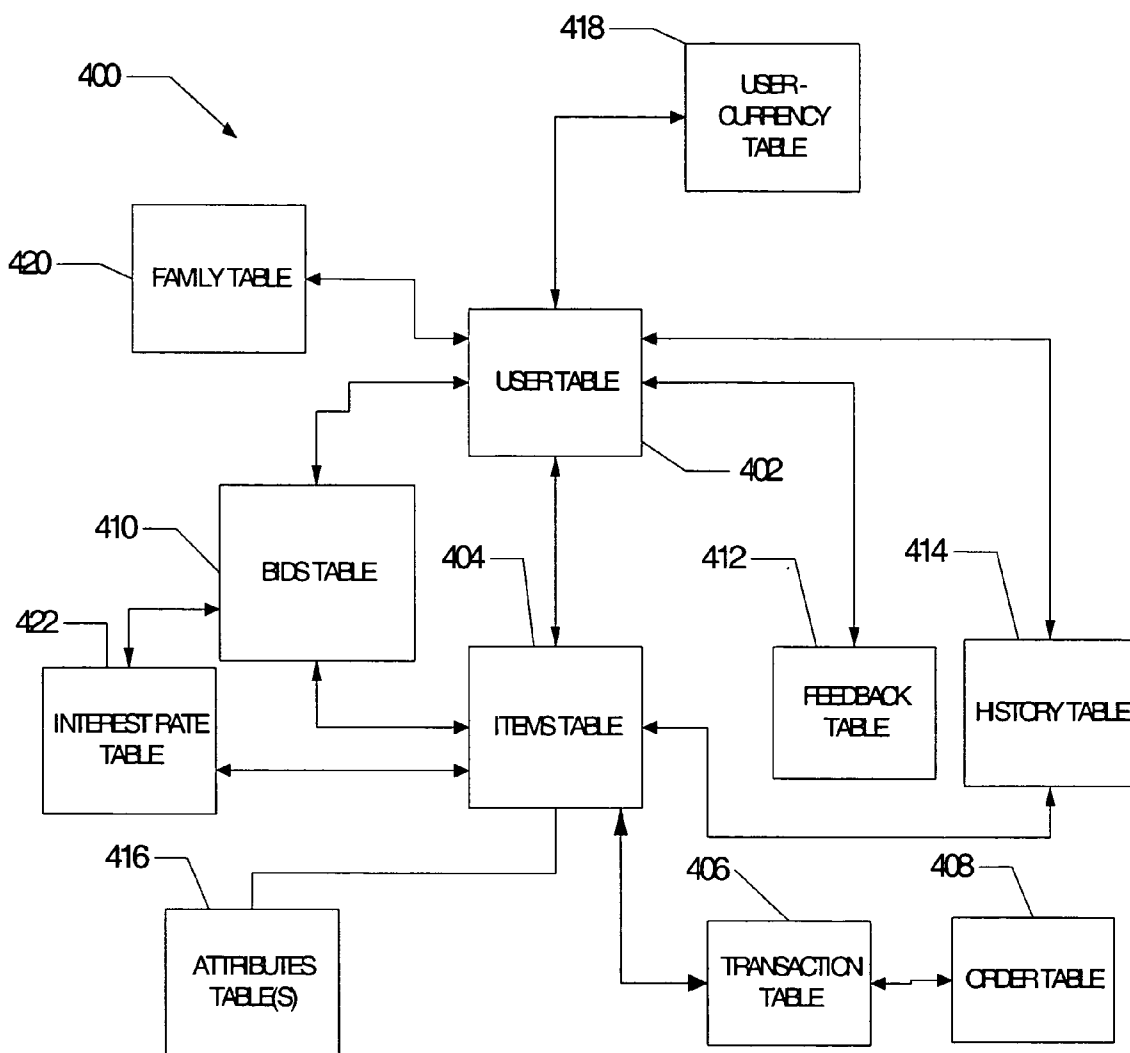 418
400
USER-
CURRENCY
TABLE
420
FAMILY TABLE
USER TABLE
402
410
BIDS TABLE
404
412
414
422
INTEREST RATE
TABLE
ITEMS TABLE
FEEDBACK
TABLE
HISTORY TABLE
416
406
408
ATTRIBUTES
TABLE(S)
TRANSACTION
TABLE
ORDER TABLE